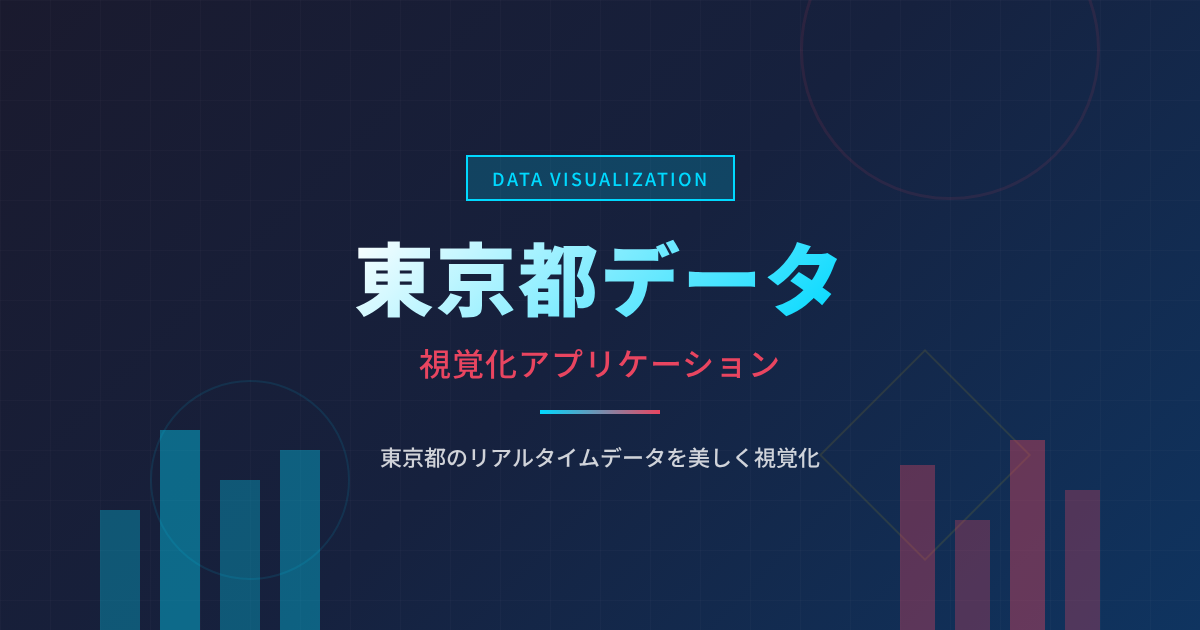 DATA VISUALIZATION
東京都データ
視覚化アプリケーション
東京都のリアルタイムデータを美しく視覚化